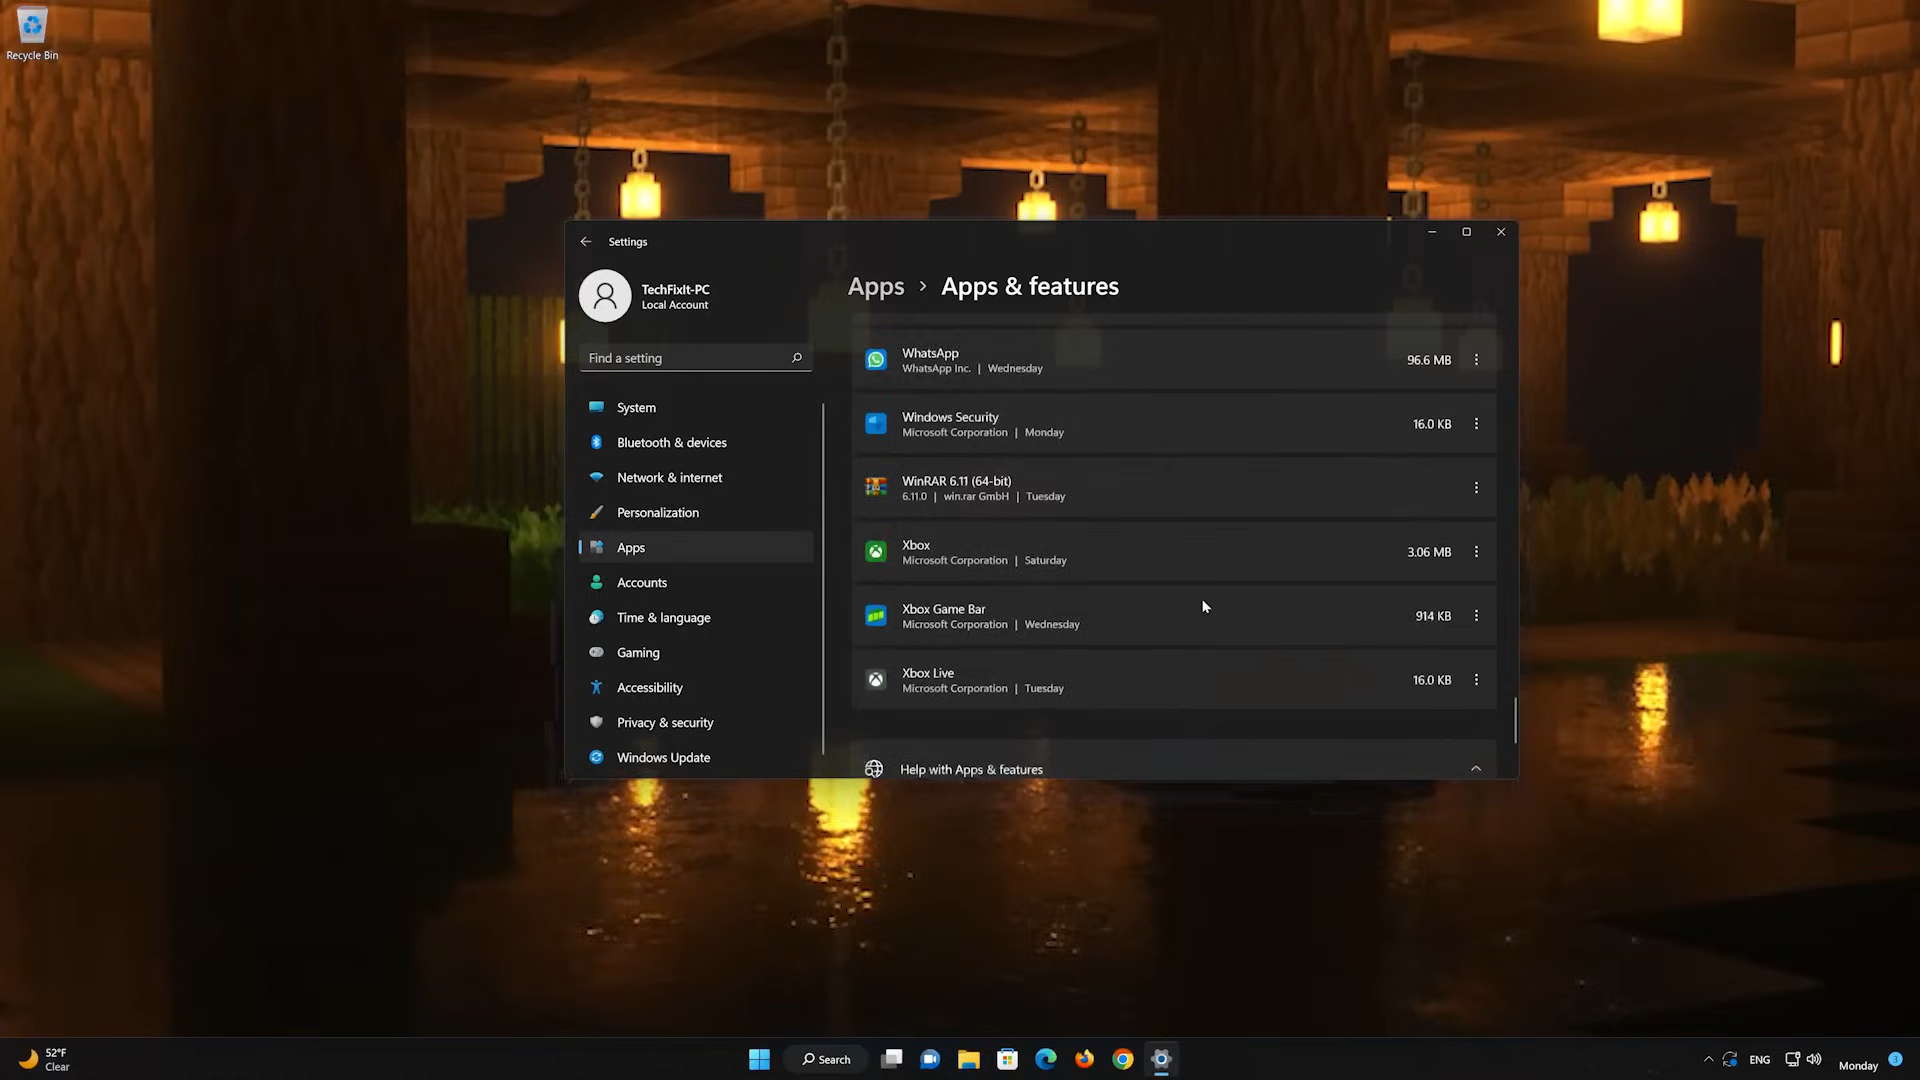 Recycle Bin
Settings
TechFixIt-PC
Local Account
Find a setting
System
Bluetooth & devices
Network & internet
Personalization
Apps
Accounts
Time & language
Gaming
Accessibility
Privacy & security
Windows Update
Apps › Apps & features
WhatsApp
WhatsApp Inc. | Wednesday
96.6 MB
Windows Security
Microsoft Corporation | Monday
16.0 KB
WinRAR 6.11 (64-bit)
6.11.0 | win.rar GmbH | Tuesday
Xbox
Microsoft Corporation | Saturday
3.06 MB
Xbox Game Bar
Microsoft Corporation | Wednesday
914 KB
Xbox Live
Microsoft Corporation | Tuesday
16.0 KB
Help with Apps & features
52°F
Clear
Search
ENG
Monday
3